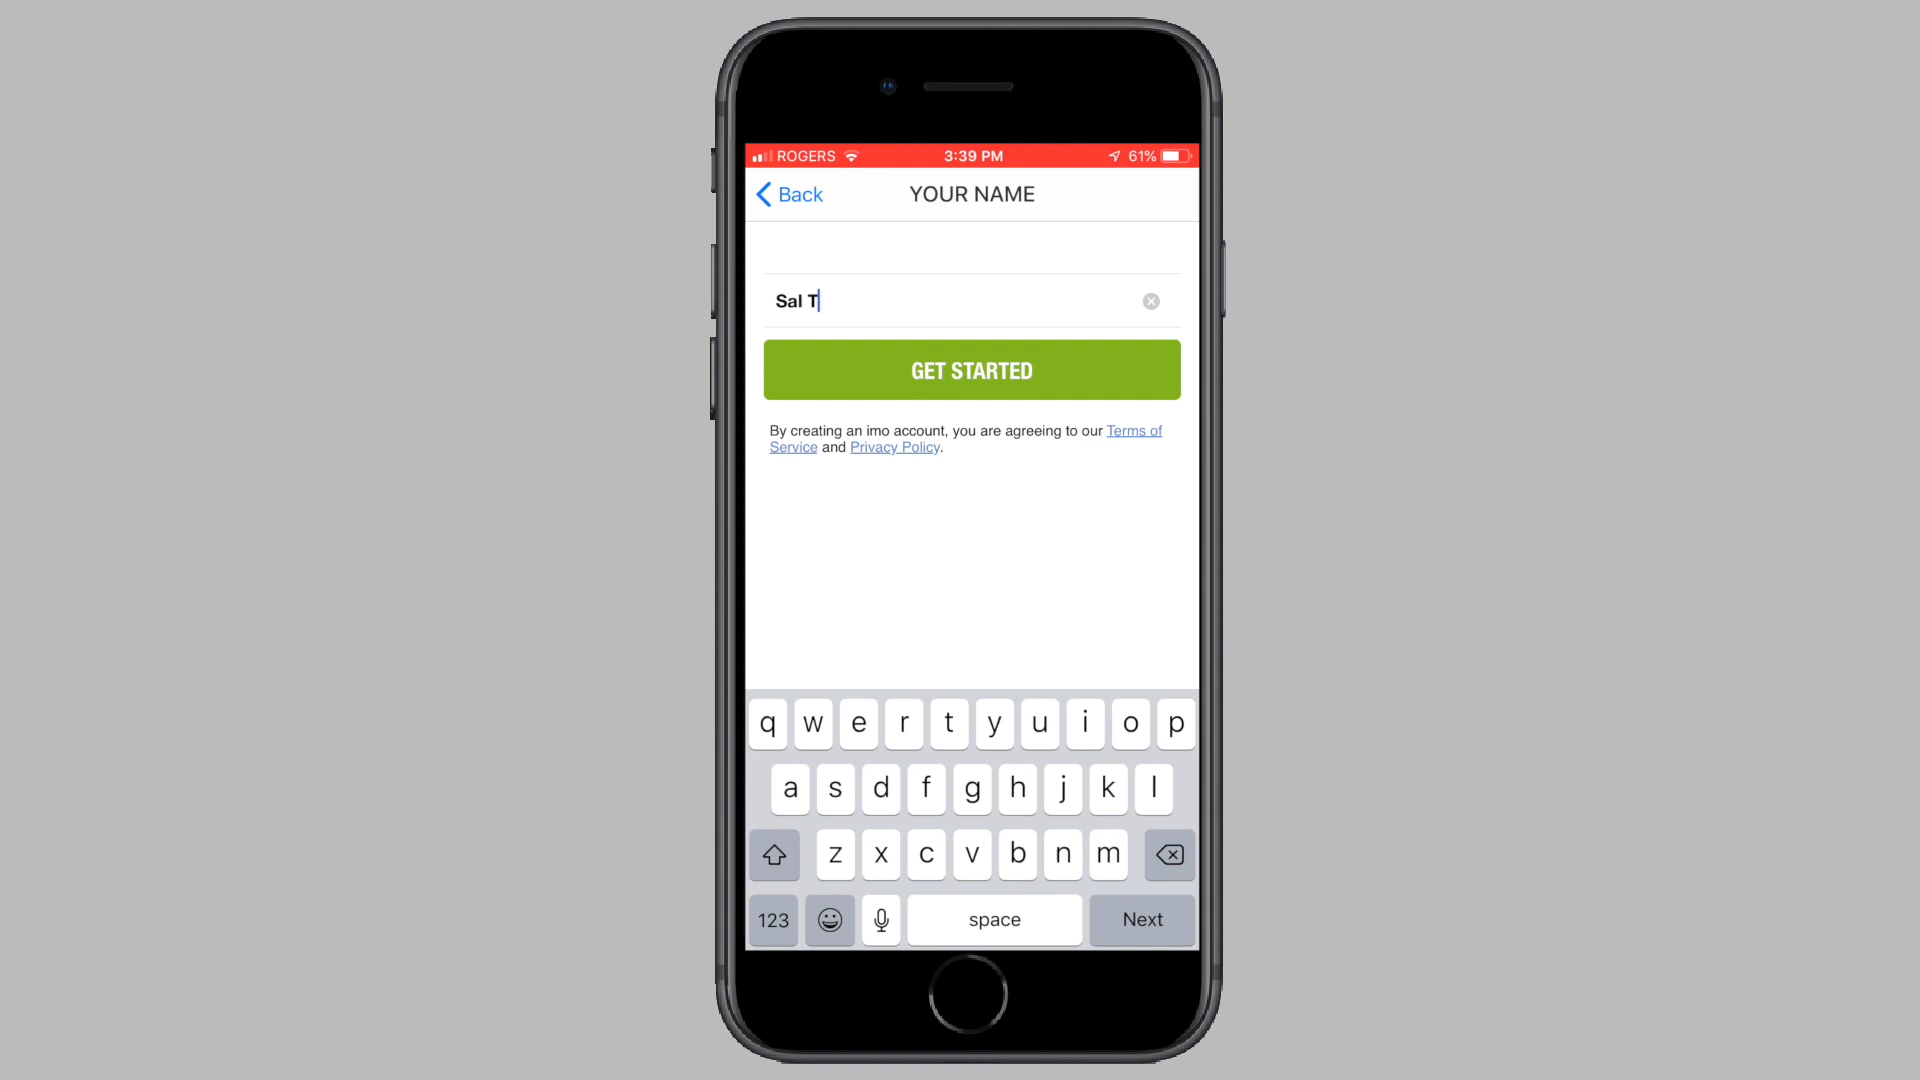 ROGERS 3:39 PM 61%
Back YOUR NAME
Sal T
GET STARTED
By creating an imo account, you are agreeing to our Terms of
Service and Privacy Policy.
q w e r t y u i o p
a s d f g h j k l
z x c v b n m
123 space Next